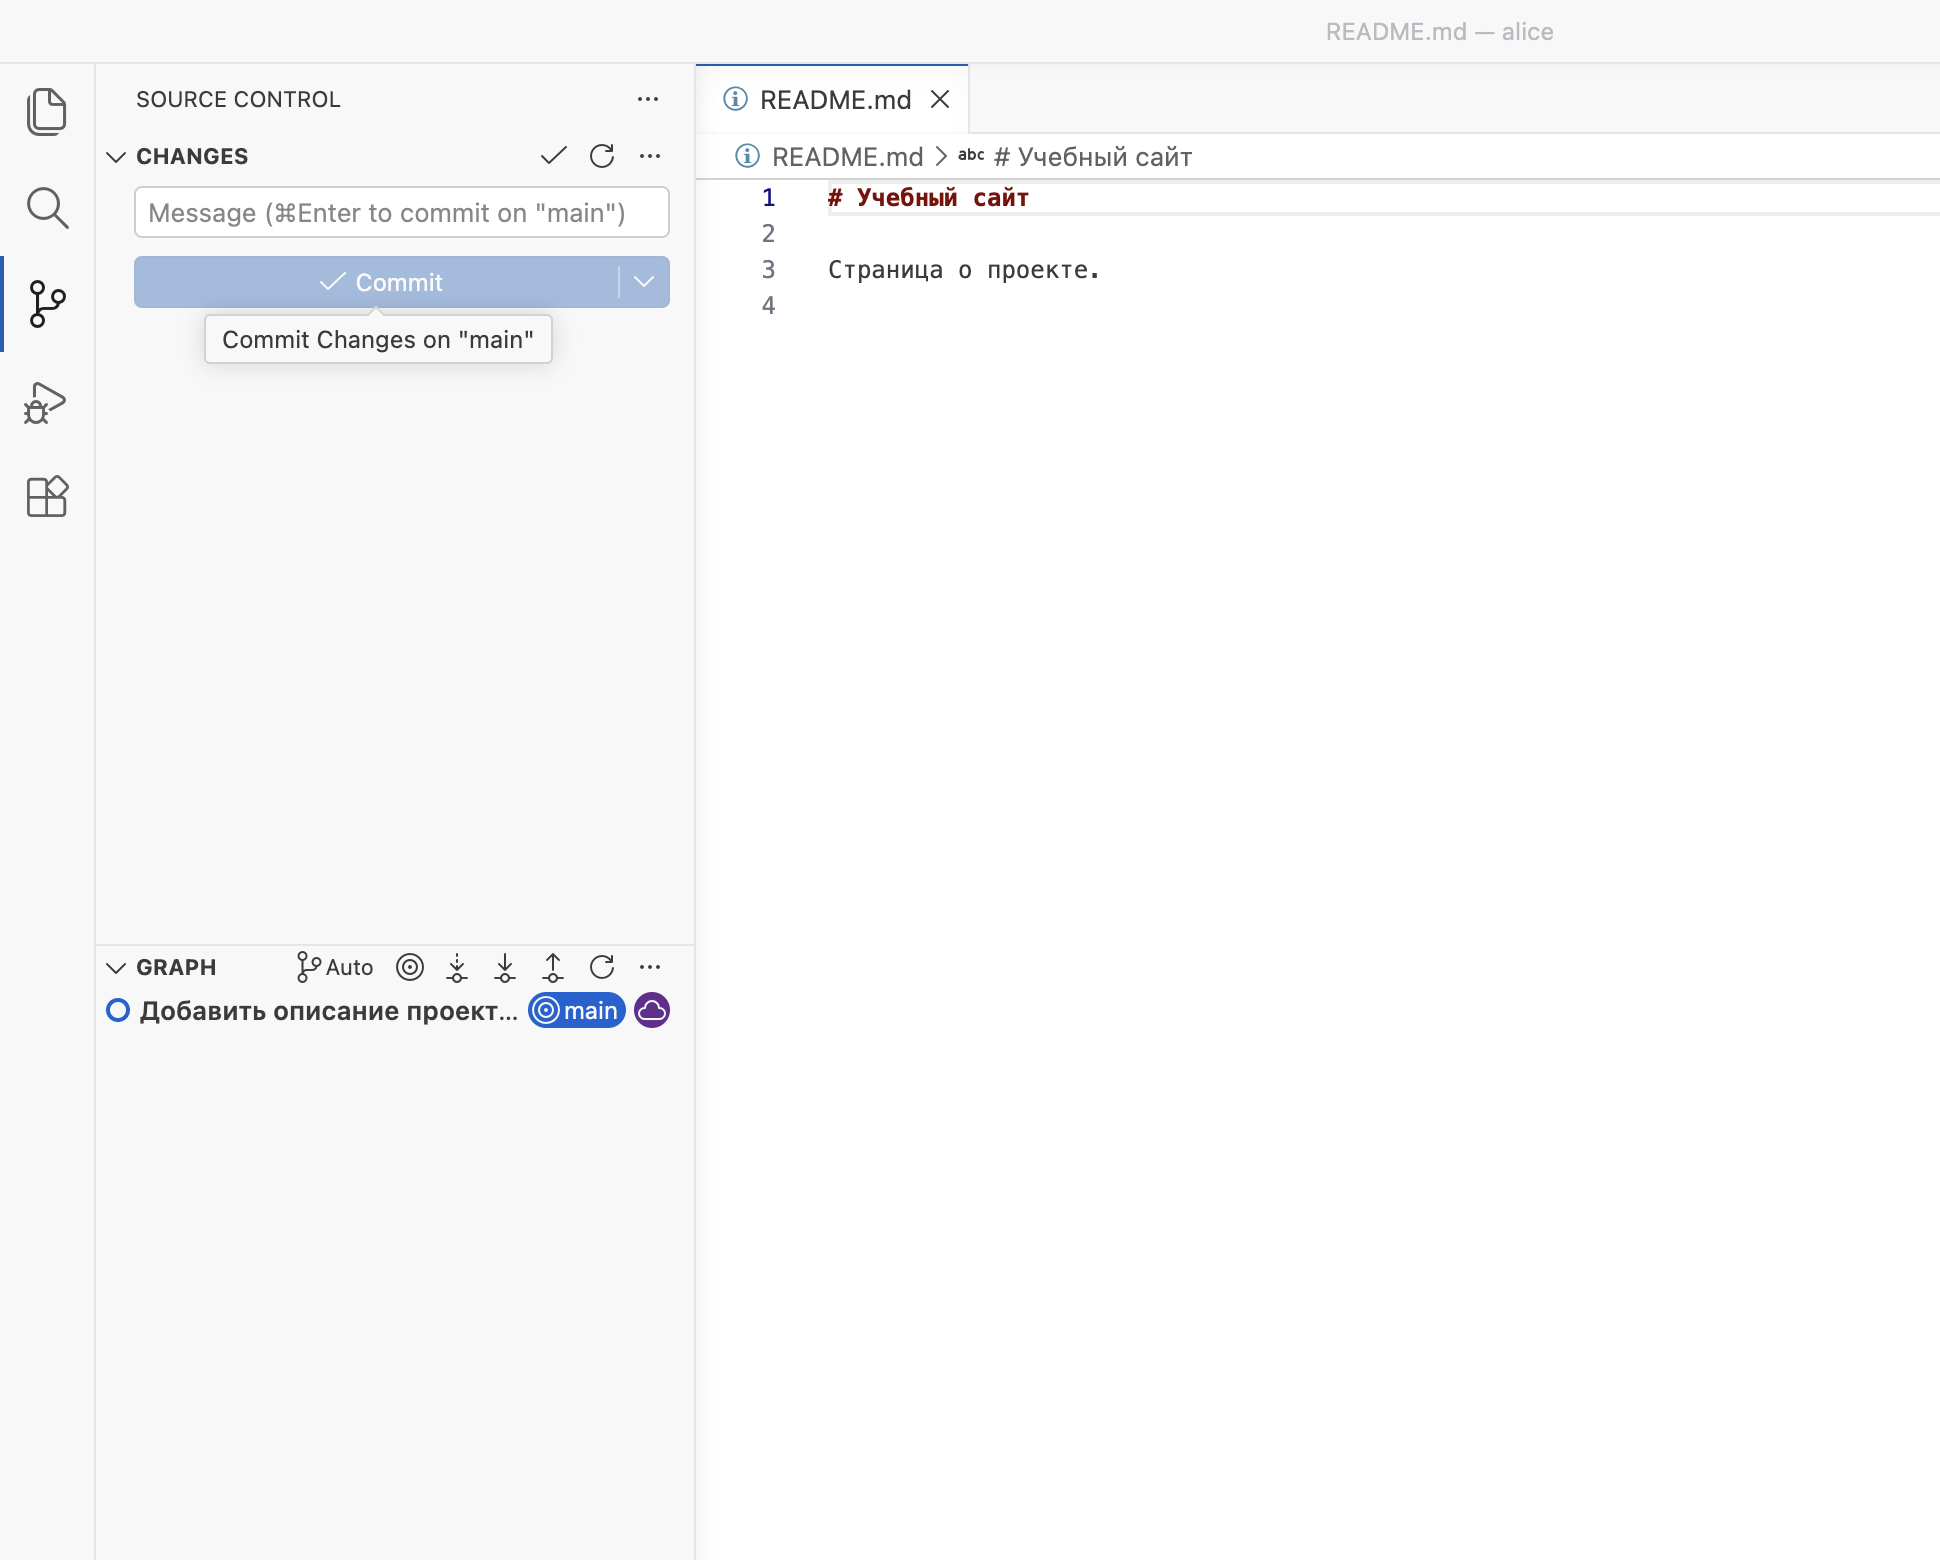 README.md — alice
SOURCE CONTROL
CHANGES
Message (⌘Enter to commit on "main")
Commit
Commit Changes on "main"
GRAPH
Auto
Добавить описание проект...
main
README.md
README.md > abc # Учебный сайт
1 # Учебный сайт
2
3 Страница о проекте.
4